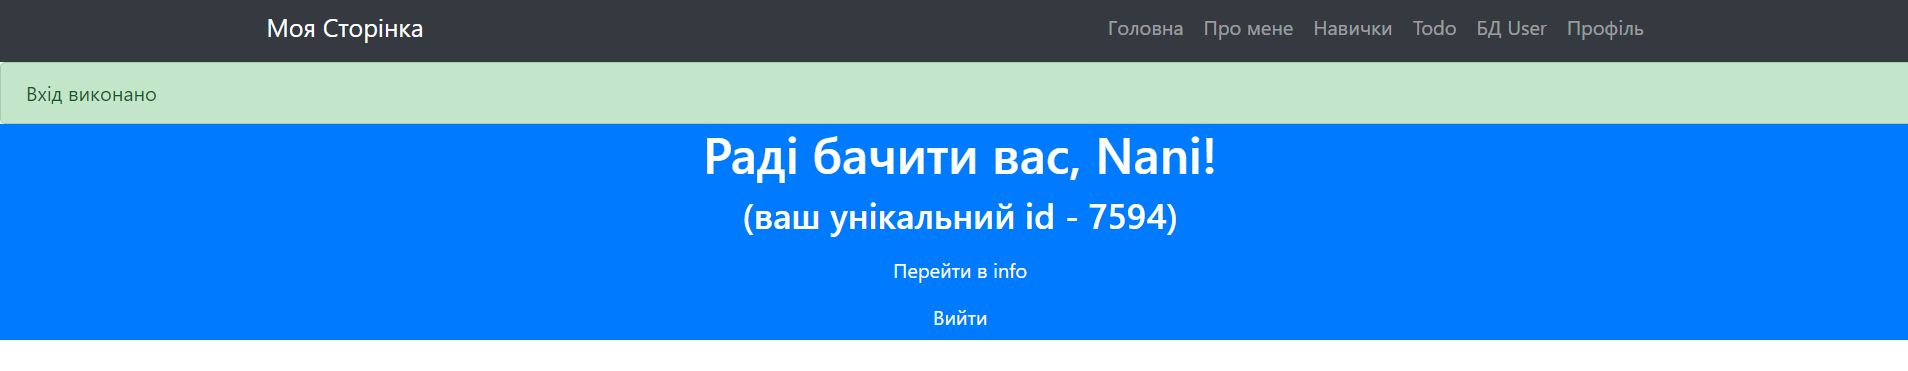 Моя Сторінка Головна Про мене Навички Todo БД User Профіль
Вхід виконано
Раді бачити вас, Nani!
(ваш унікальний id - 7594)
Перейти в info
Вийти